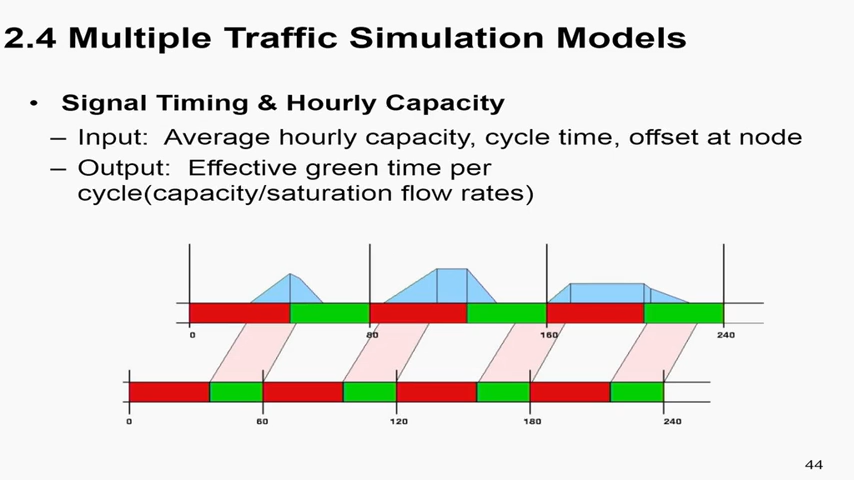 2.4 Multiple Traffic Simulation Models
• Signal Timing & Hourly Capacity
– Input: Average hourly capacity, cycle time, offset at node
– Output: Effective green time per
cycle(capacity/saturation flow rates)
0 80 160 240
0 60 120 180 240
44